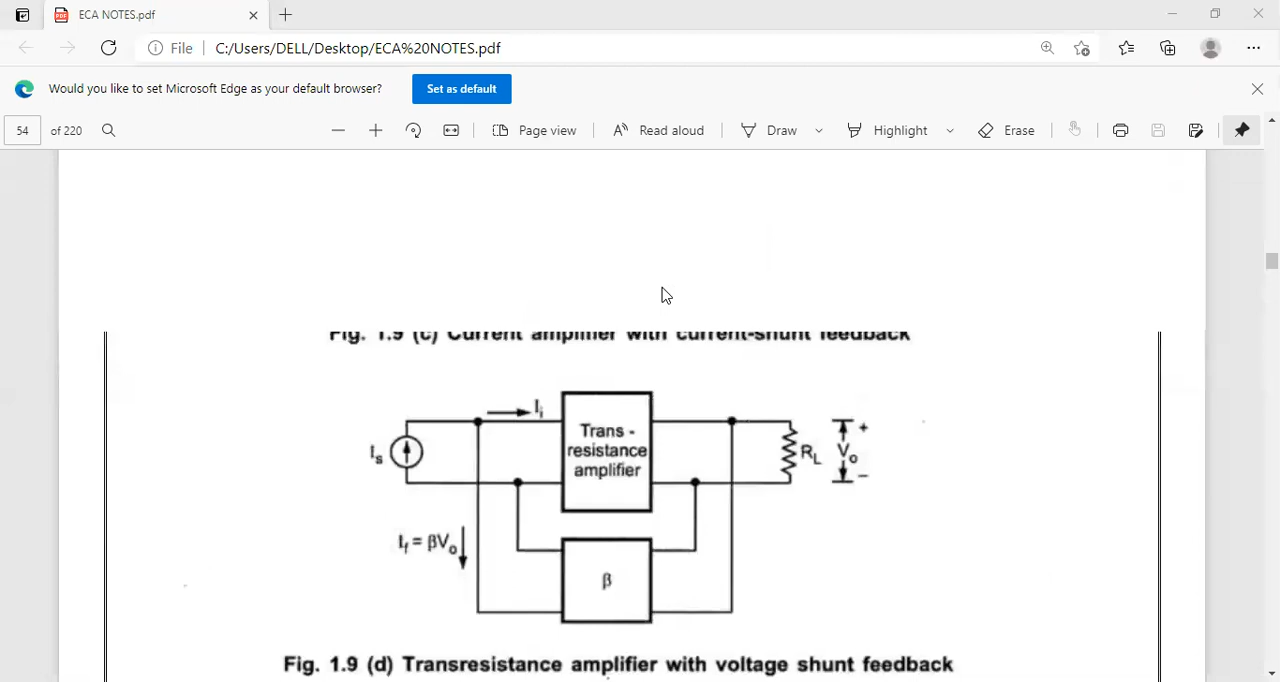 ECA NOTES.pdf
File C:/Users/DELL/Desktop/ECA%20NOTES.pdf
Would you like to set Microsoft Edge as your default browser? Set as default
54 of 220 Page view Read aloud Draw Highlight Erase
Fig. 1.9 (c) Current amplifier with current-shunt feedback
Ii
Trans -
resistance
amplifier
Is
RL
+
Vo
−
If = βVo
β
Fig. 1.9 (d) Transresistance amplifier with voltage shunt feedback